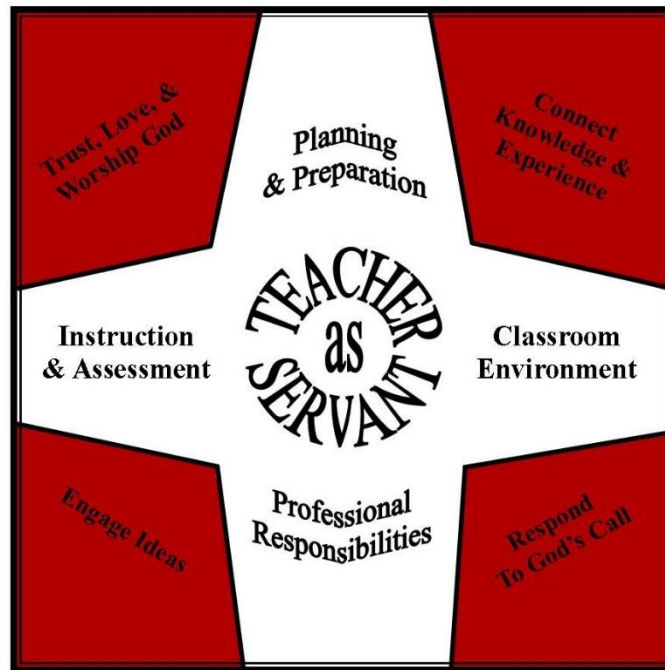 Trust, Love, &
Worship God
Planning
& Preparation
Connect
Knowledge &
Experience
Instruction
& Assessment
TEACHER
as
SERVANT
Classroom
Environment
Engage Ideas
Professional
Responsibilities
Respond
To God's Call